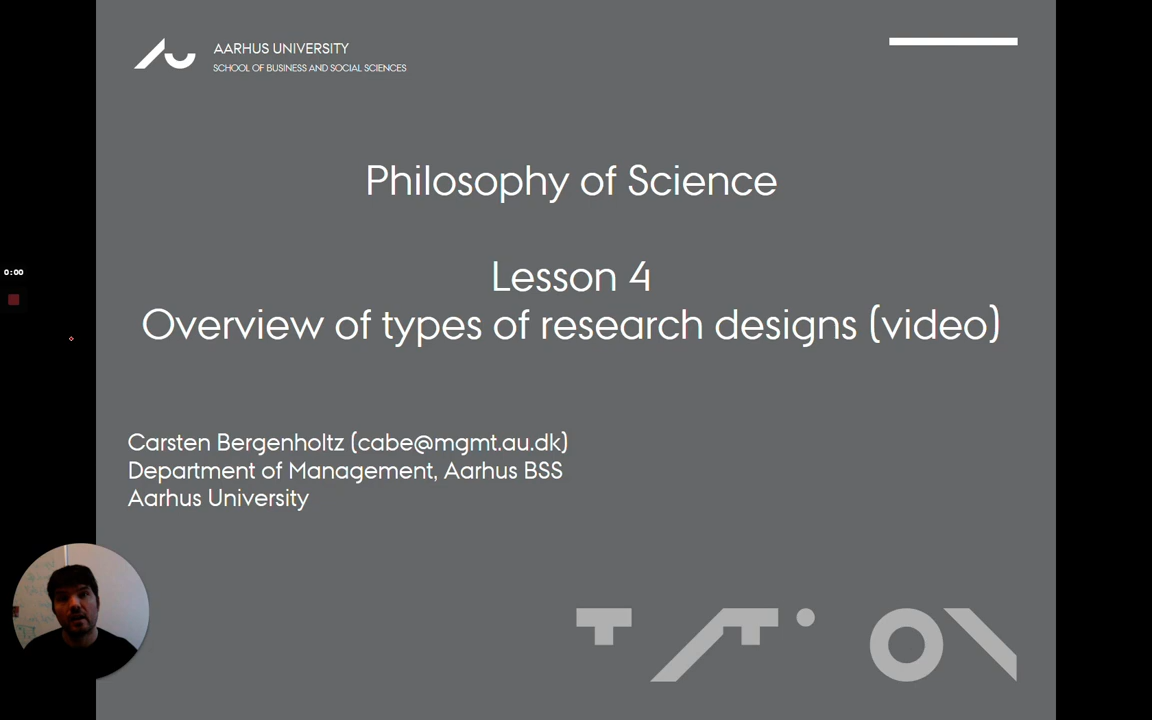 AARHUS UNIVERSITY
SCHOOL OF BUSINESS AND SOCIAL SCIENCES
Philosophy of Science
Lesson 4
Overview of types of research designs (video)
0:00
Carsten Bergenholtz (cabe@mgmt.au.dk)
Department of Management, Aarhus BSS
Aarhus University